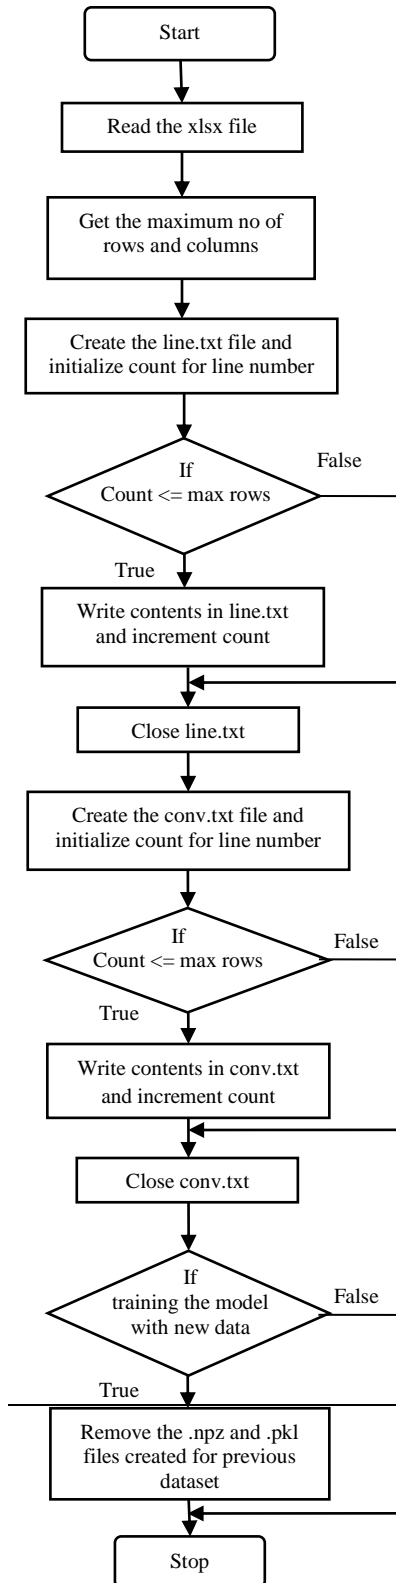 Start
Read the xlsx file
Get the maximum no of
rows and columns
Create the line.txt file and
initialize count for line number
If
Count <= max rows
False
True
Write contents in line.txt
and increment count
Close line.txt
Create the conv.txt file and
initialize count for line number
If
Count <= max rows
False
True
Write contents in conv.txt
and increment count
Close conv.txt
If
training the model
with new data
False
True
Remove the .npz and .pkl
files created for previous
dataset
Stop